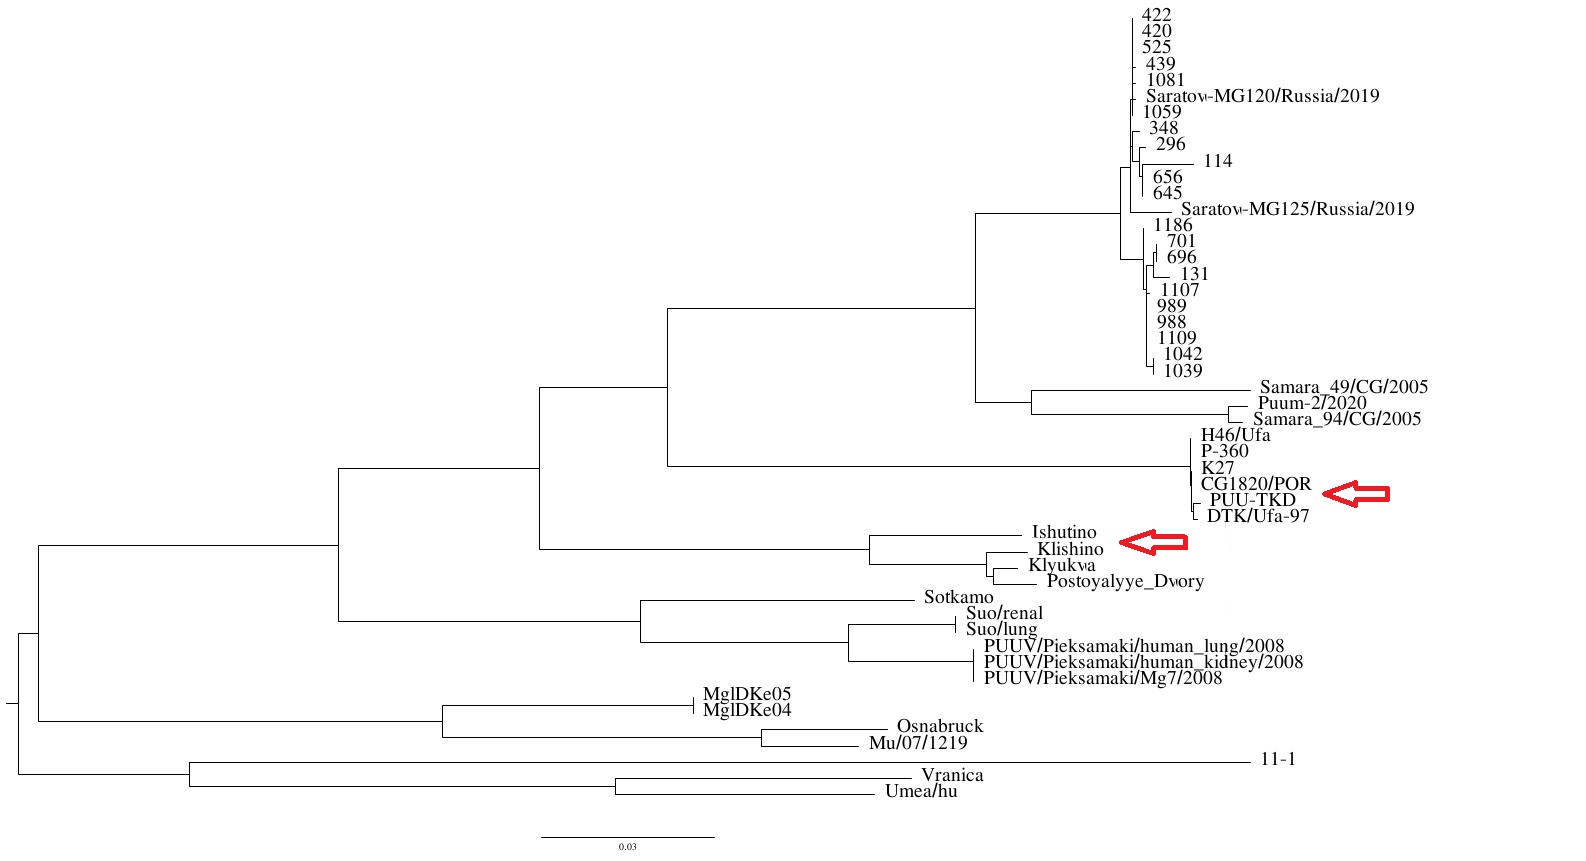 422
420
525
439
1081
Saratov-MG120/Russia/2019
1059
348
296
114
656
645
Saratov-MG125/Russia/2019
1186
701
696
131
1107
989
988
1109
1042
1039
Samara_49/CG/2005
Puum-2/2020
Samara_94/CG/2005
H46/Ufa
P-360
K27
CG1820/POR
PUU-TKD
DTK/Ufa-97
Ishutino
Klishino
Klyukva
Postoyalyye_Dvory
Sotkamo
Suo/renal
Suo/lung
PUUV/Pieksamaki/human_lung/2008
PUUV/Pieksamaki/human_kidney/2008
PUUV/Pieksamaki/Mg7/2008
MglDKe05
MglDKe04
Osnabruck
Mu/07/1219
11-1
Vranica
Umea/hu
0.03